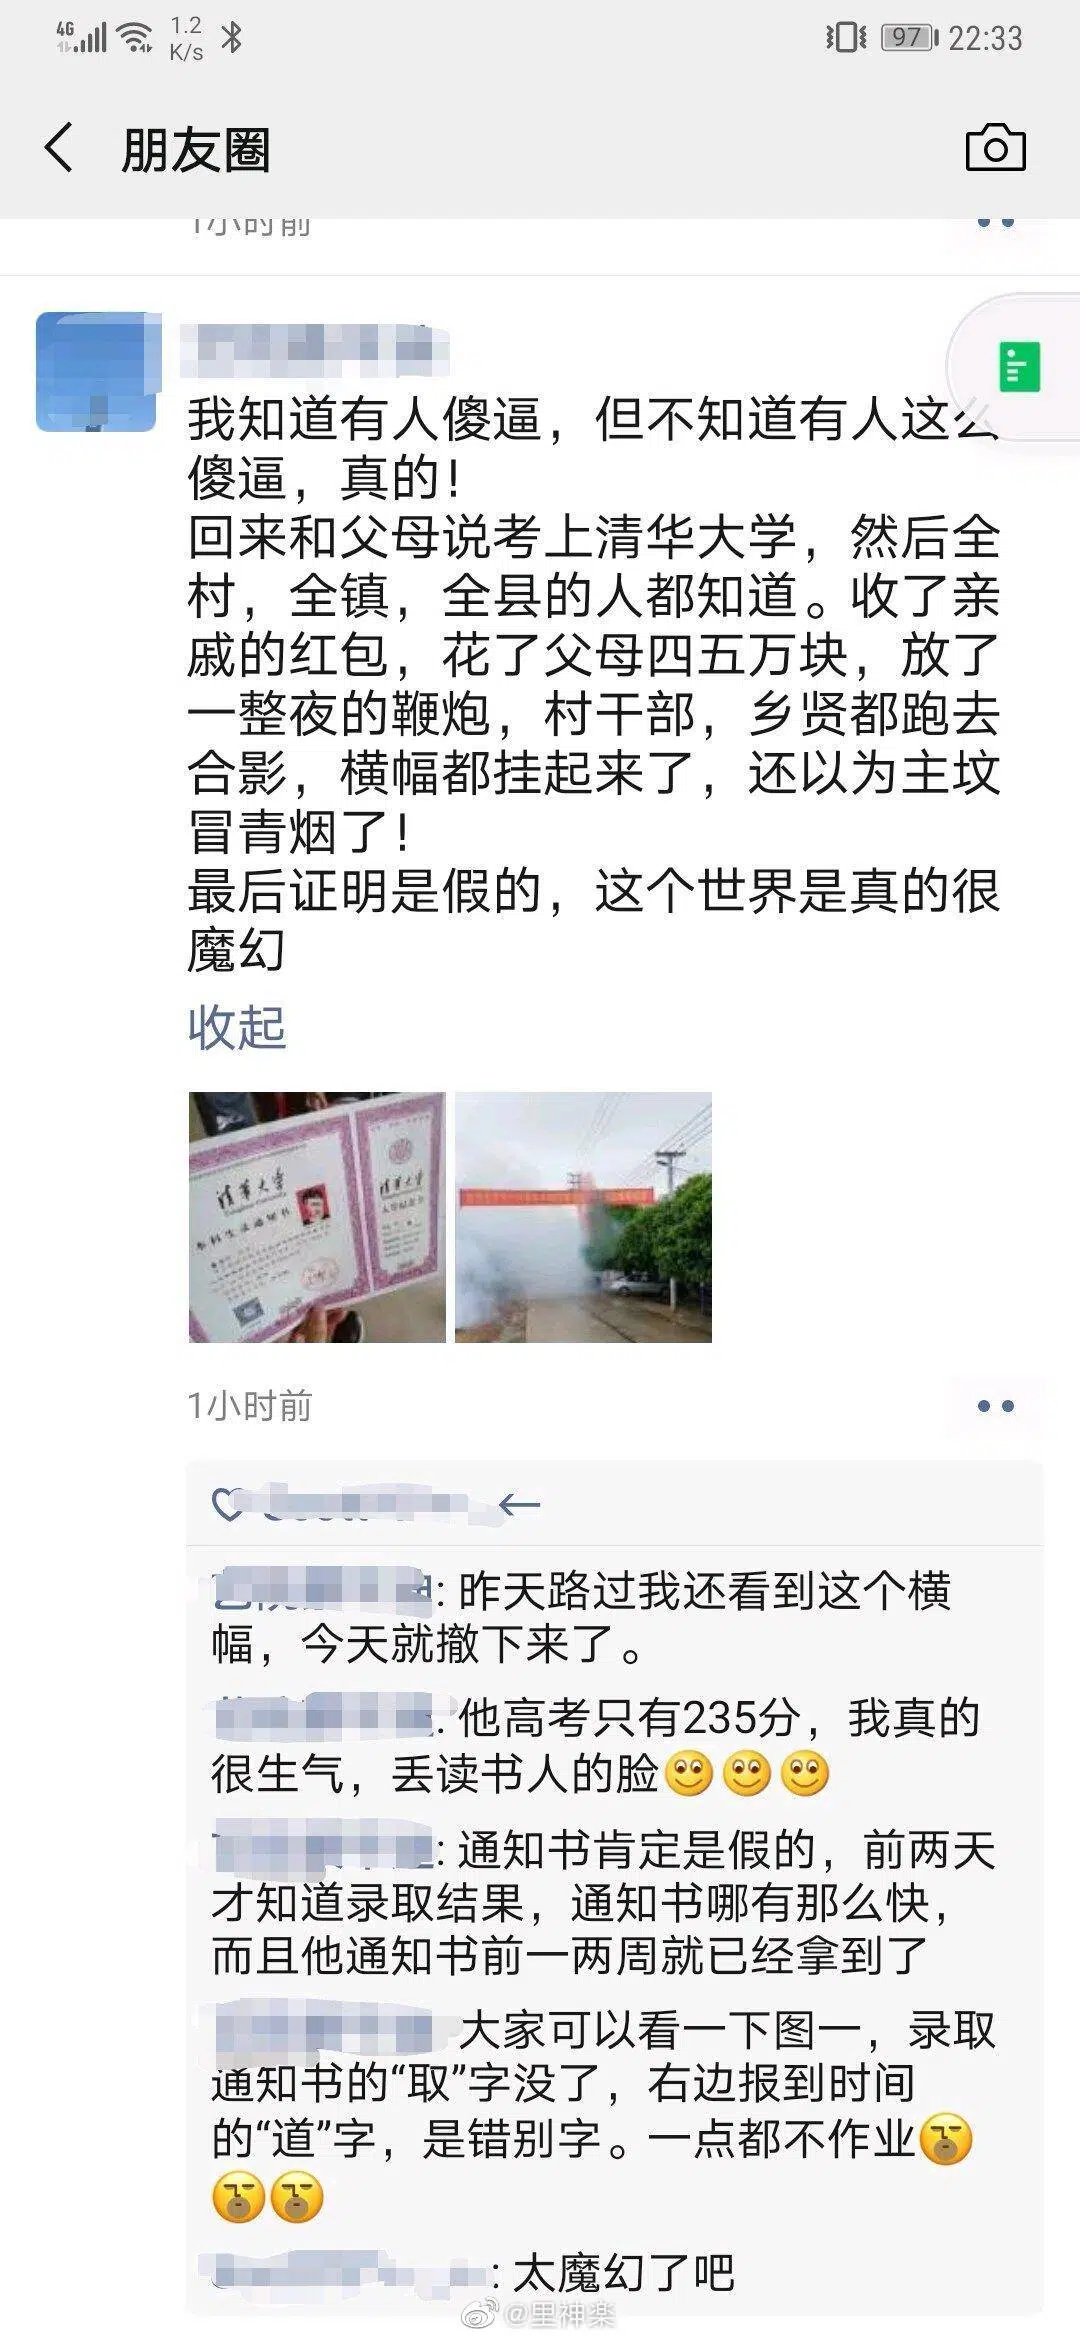 4G
1.2
K/s
97
22:33
朋友圈
1小时前
我知道有人傻逼，但不知道有人这么
傻逼，真的！
回来和父母说考上清华大学，然后全
村，全镇，全县的人都知道。收了亲
戚的红包，花了父母四五万块，放了
一整夜的鞭炮，村干部，乡贤都跑去
合影，横幅都挂起来了，还以为主坟
冒青烟了！
最后证明是假的，这个世界是真的很
魔幻
收起
清华大学
清华大学
1小时前
: 昨天路过我还看到这个横
幅，今天就撤下来了。
他高考只有235分，我真的
很生气，丢读书人的脸
: 通知书肯定是假的，前两天
才知道录取结果，通知书哪有那么快，
而且他通知书前一两周就已经拿到了
大家可以看一下图一，录取
通知书的“取”字没了，右边报到时间
的“道”字，是错别字。一点都不作业
: 太魔幻了吧
@里神楽